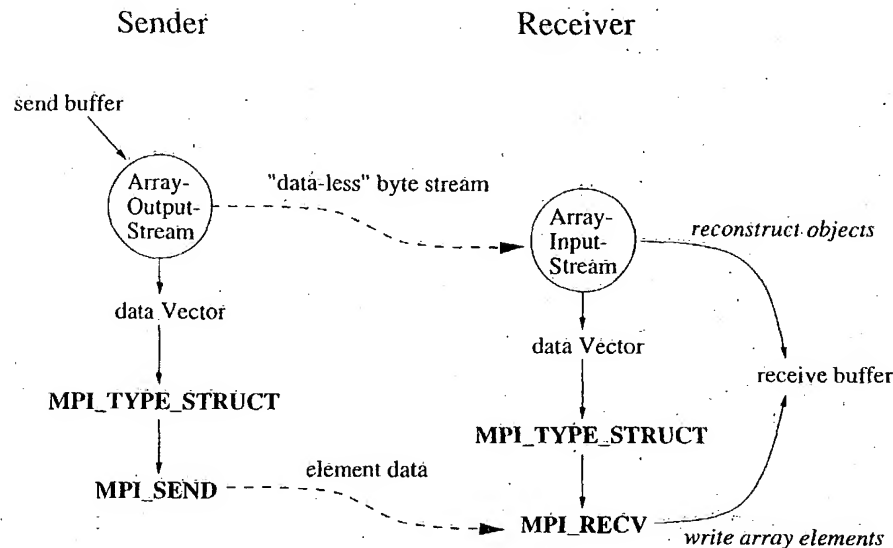 Sender
Receiver
send buffer
Array-
Output-
Stream
"data-less" byte stream
Array-
Input-
Stream
reconstruct objects
data Vector
data Vector
receive buffer
MPI_TYPE_STRUCT
MPI_TYPE_STRUCT
element data
MPI_SEND
MPI_RECV
write array elements